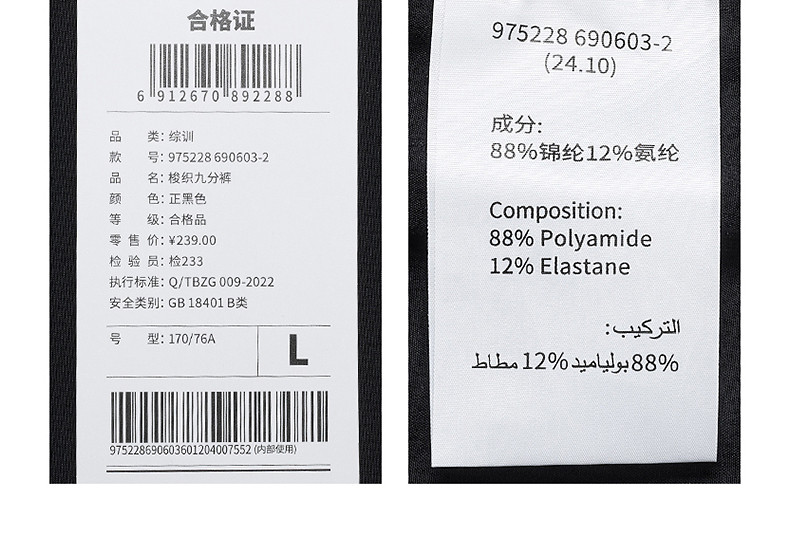 合格证
6 912670 892288
品 类: 综训
款 号: 975228 690603-2
品 名: 梭织九分裤
颜 色: 正黑色
等 级: 合格品
零 售 价: ¥239.00
检 验 员: 检233
执行标准: Q/TBZG 009-2022
安全类别: GB 18401 B类
号 型: 170/76A
L
975228690603601204007552 (内部使用)
975228 690603-2
(24.10)
成分:
88%锦纶12%氨纶
Composition:
88% Polyamide
12% Elastane
التركيب:
88%بولياميد 12% مطاط